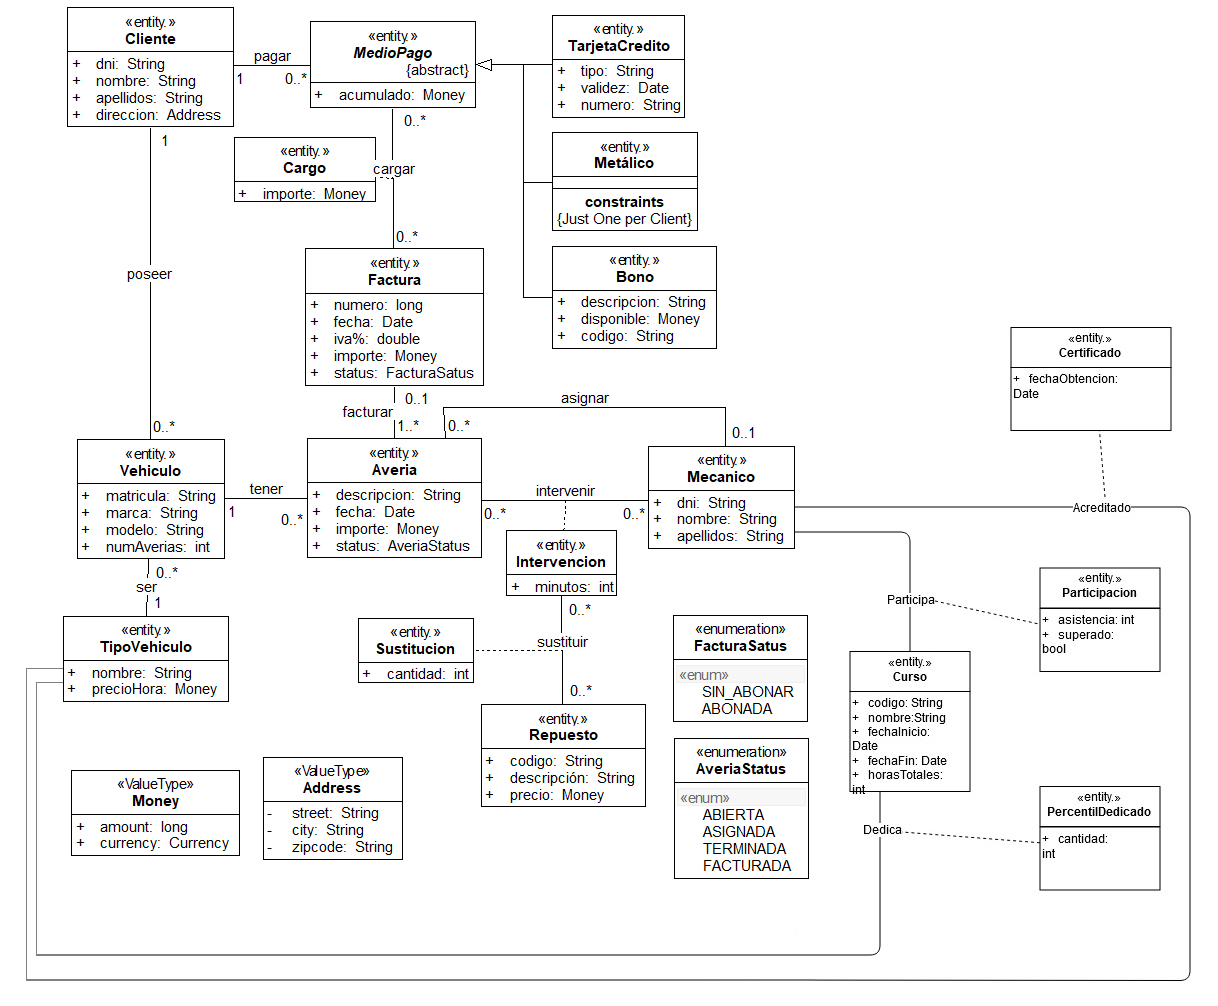 «entity.»
Cliente
+ dni: String
+ nombre: String
+ apellidos: String
+ direccion: Address
pagar
1
0..*
«entity.»
MedioPago
{abstract}
+ acumulado: Money
«entity.»
TarjetaCredito
+ tipo: String
+ validez: Date
+ numero: String
1
0..*
«entity.»
Cargo
+ importe: Money
cargar
0..*
«entity.»
Metálico
constraints
{Just One per Client}
poseer
0..*
«entity.»
Factura
+ numero: long
+ fecha: Date
+ iva%: double
+ importe: Money
+ status: FacturaSatus
«entity.»
Bono
+ descripcion: String
+ disponible: Money
+ codigo: String
«entity.»
Certificado
+ fechaObtencion:
Date
0..1
facturar
1..*
asignar
0..*
0..1
«entity.»
Vehiculo
+ matricula: String
+ marca: String
+ modelo: String
+ numAverias: int
tener
1
0..*
«entity.»
Averia
+ descripcion: String
+ fecha: Date
+ importe: Money
+ status: AveriaStatus
intervenir
0..*
0..*
«entity.»
Mecanico
+ dni: String
+ nombre: String
+ apellidos: String
Acreditado
«entity.»
Intervencion
+ minutos: int
0..*
ser
1
0..*
sustituir
0..*
Participa
«entity.»
Participacion
+ asistencia: int
+ superado:
bool
«entity.»
TipoVehiculo
+ nombre: String
+ precioHora: Money
«entity.»
Sustitucion
+ cantidad: int
«enumeration»
FacturaSatus
«enum»
SIN_ABONAR
ABONADA
«entity.»
Curso
+ codigo: String
+ nombre:String
+ fechaInicio:
Date
+ fechaFin: Date
+ horasTotales:
int
«entity.»
Repuesto
+ codigo: String
+ descripción: String
+ precio: Money
«enumeration»
AveriaStatus
«enum»
ABIERTA
ASIGNADA
TERMINADA
FACTURADA
«ValueType»
Money
+ amount: long
+ currency: Currency
«ValueType»
Address
- street: String
- city: String
- zipcode: String
Dedica
«entity.»
PercentilDedicado
+ cantidad:
int